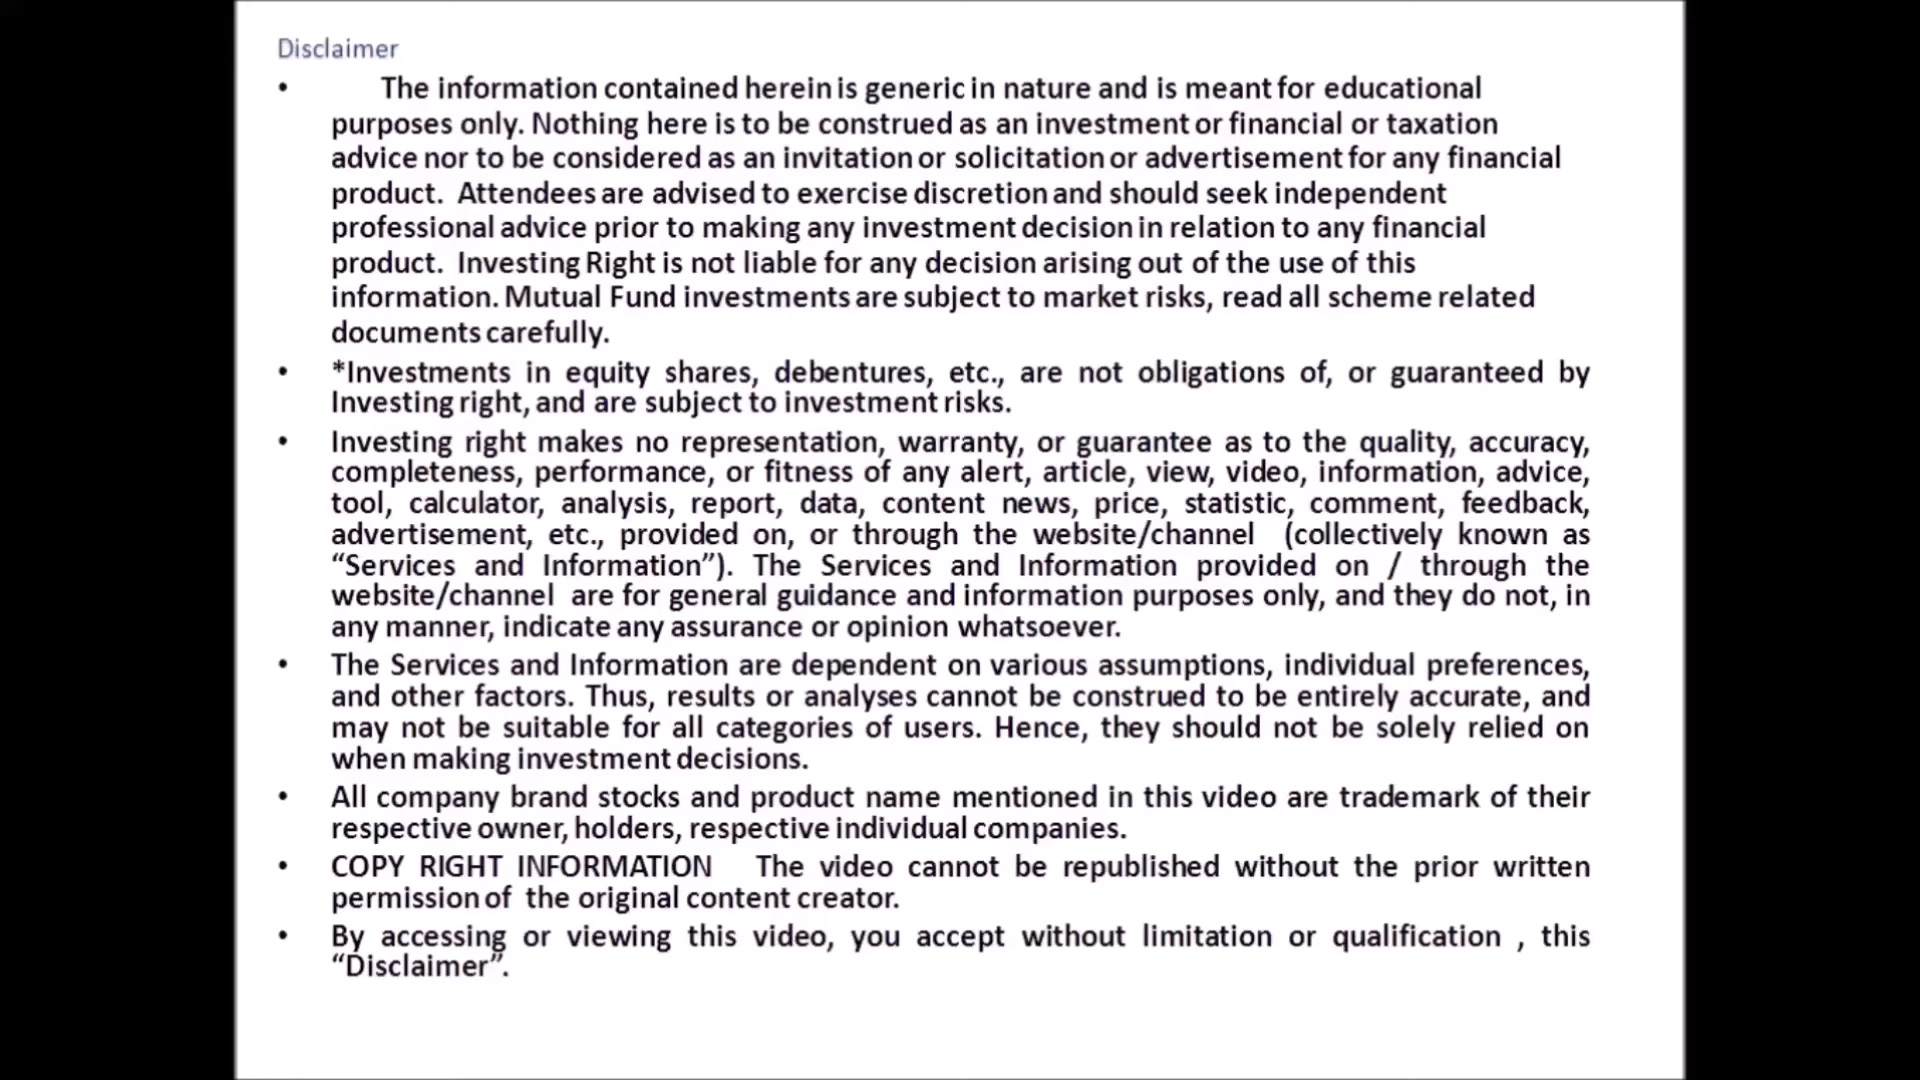 Disclaimer
• The information contained herein is generic in nature and is meant for educational
purposes only. Nothing here is to be construed as an investment or financial or taxation
advice nor to be considered as an invitation or solicitation or advertisement for any financial
product. Attendees are advised to exercise discretion and should seek independent
professional advice prior to making any investment decision in relation to any financial
product. Investing Right is not liable for any decision arising out of the use of this
information. Mutual Fund investments are subject to market risks, read all scheme related
documents carefully.
• *Investments in equity shares, debentures, etc., are not obligations of, or guaranteed by
Investing right, and are subject to investment risks.
• Investing right makes no representation, warranty, or guarantee as to the quality, accuracy,
completeness, performance, or fitness of any alert, article, view, video, information, advice,
tool, calculator, analysis, report, data, content news, price, statistic, comment, feedback,
advertisement, etc., provided on, or through the website/channel (collectively known as
“Services and Information”). The Services and Information provided on / through the
website/channel are for general guidance and information purposes only, and they do not, in
any manner, indicate any assurance or opinion whatsoever.
• The Services and Information are dependent on various assumptions, individual preferences,
and other factors. Thus, results or analyses cannot be construed to be entirely accurate, and
may not be suitable for all categories of users. Hence, they should not be solely relied on
when making investment decisions.
• All company brand stocks and product name mentioned in this video are trademark of their
respective owner, holders, respective individual companies.
• COPY RIGHT INFORMATION The video cannot be republished without the prior written
permission of the original content creator.
• By accessing or viewing this video, you accept without limitation or qualification , this
“Disclaimer”.